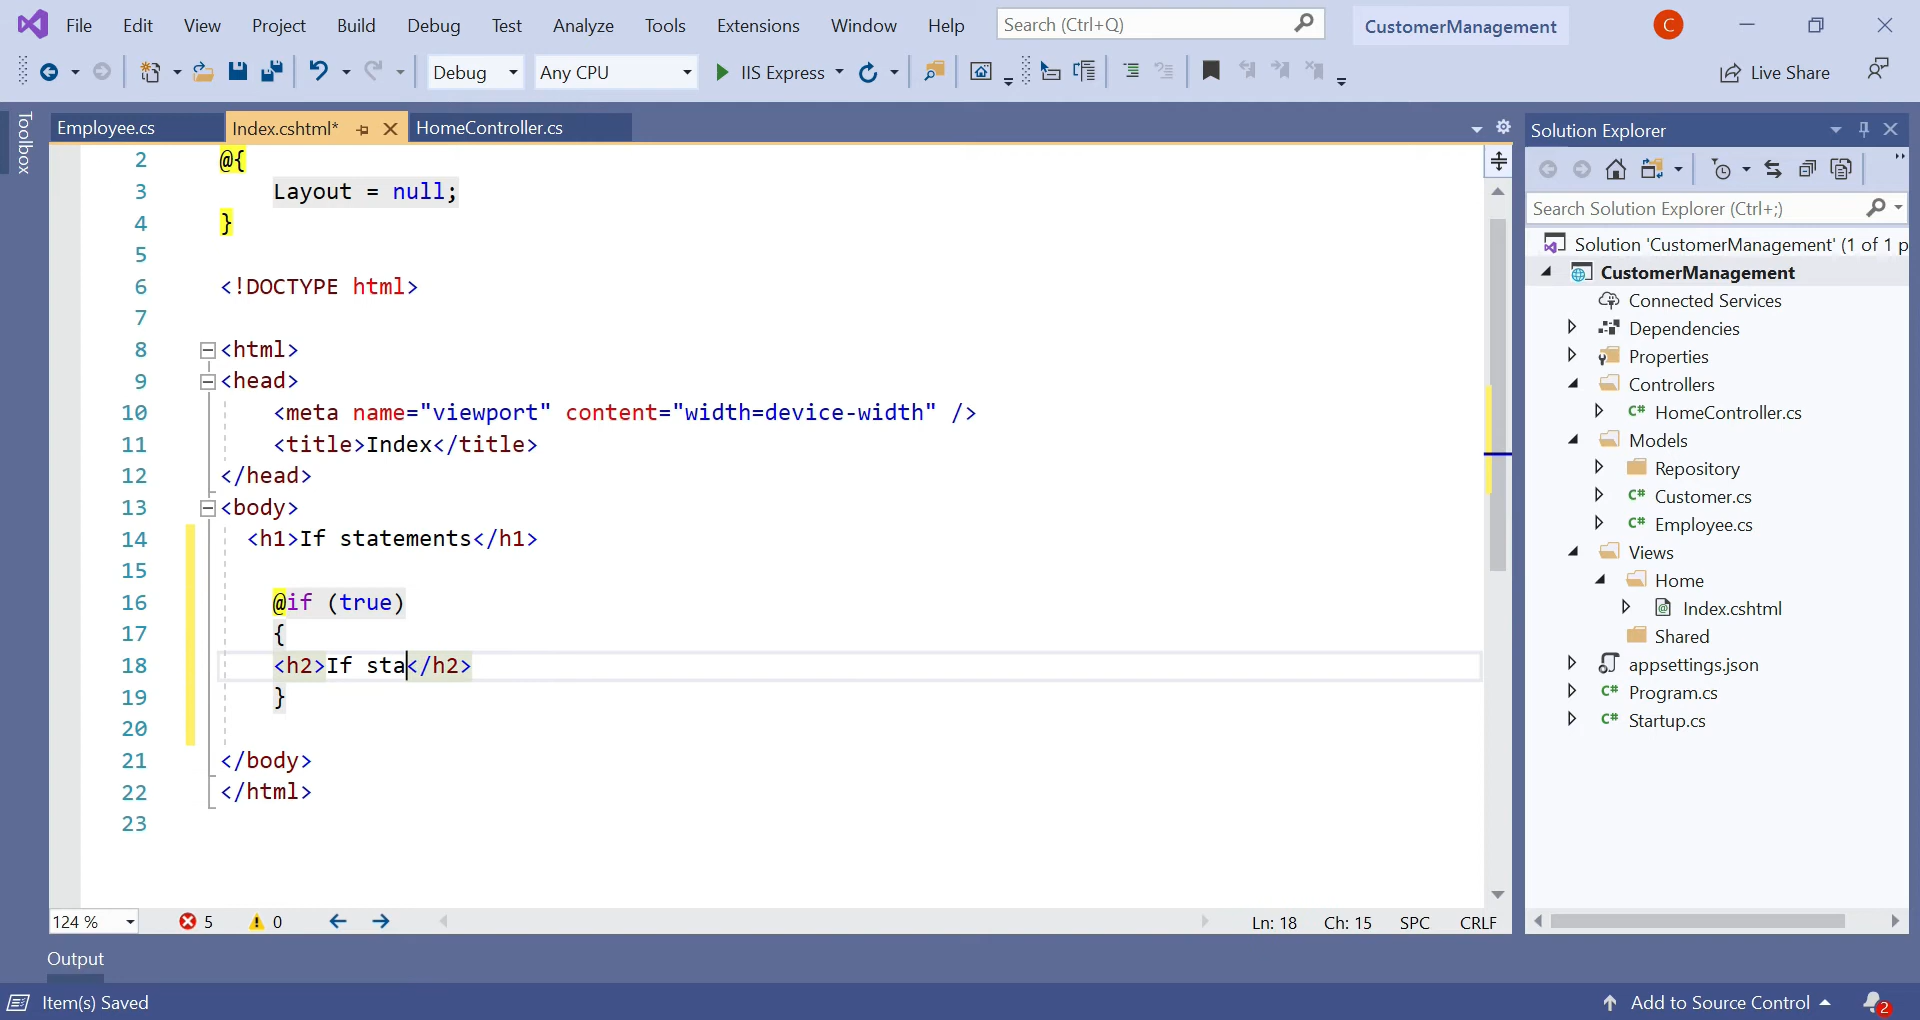 File Edit View Project Build Debug Test Analyze Tools Extensions Window Help Search (Ctrl+Q) CustomerManagement C
Debug Any CPU IIS Express Live Share
Toolbox
Employee.cs Index.cshtml* HomeController.cs
2 @{
3 Layout = null;
4 }
5
6 <!DOCTYPE html>
7
8 <html>
9 <head>
10 <meta name="viewport" content="width=device-width" />
11 <title>Index</title>
12 </head>
13 <body>
14 <h1>If statements</h1>
15
16 @if (true)
17 {
18 <h2>If sta</h2>
19 }
20
21 </body>
22 </html>
23
124 % 5 0 Ln: 18 Ch: 15 SPC CRLF
Solution Explorer
Search Solution Explorer (Ctrl+;)
Solution 'CustomerManagement' (1 of 1 p
CustomerManagement
Connected Services
Dependencies
Properties
Controllers
C# HomeController.cs
Models
Repository
C# Customer.cs
C# Employee.cs
Views
Home
Index.cshtml
Shared
appsettings.json
C# Program.cs
C# Startup.cs
Output
Item(s) Saved Add to Source Control 2